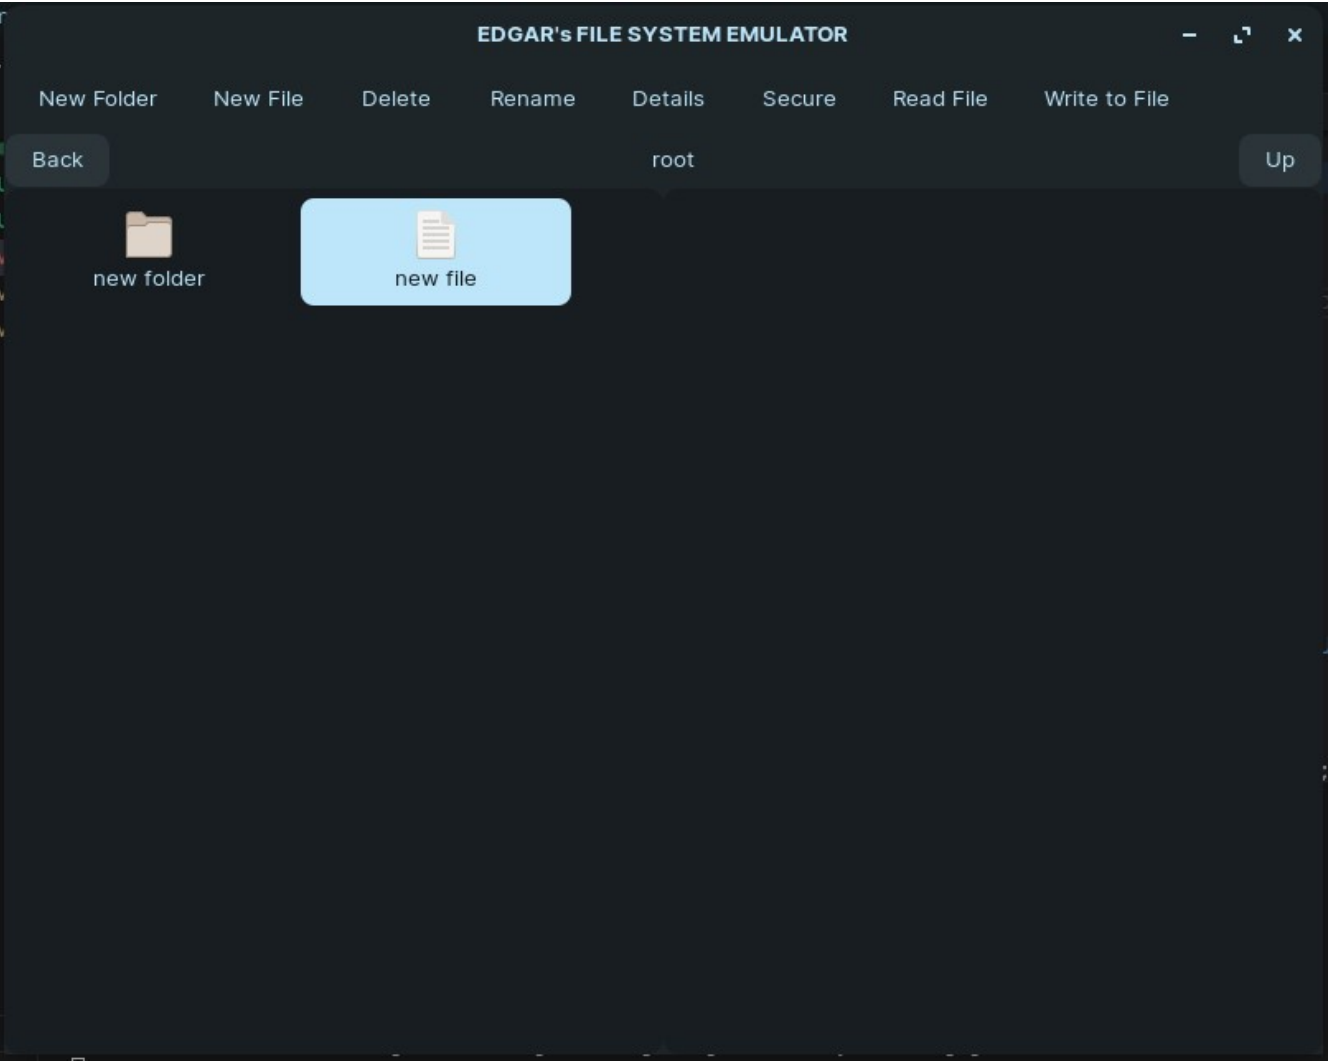 EDGAR's FILE SYSTEM EMULATOR
New Folder New File Delete Rename Details Secure Read File Write to File
Back root Up
new folder new file